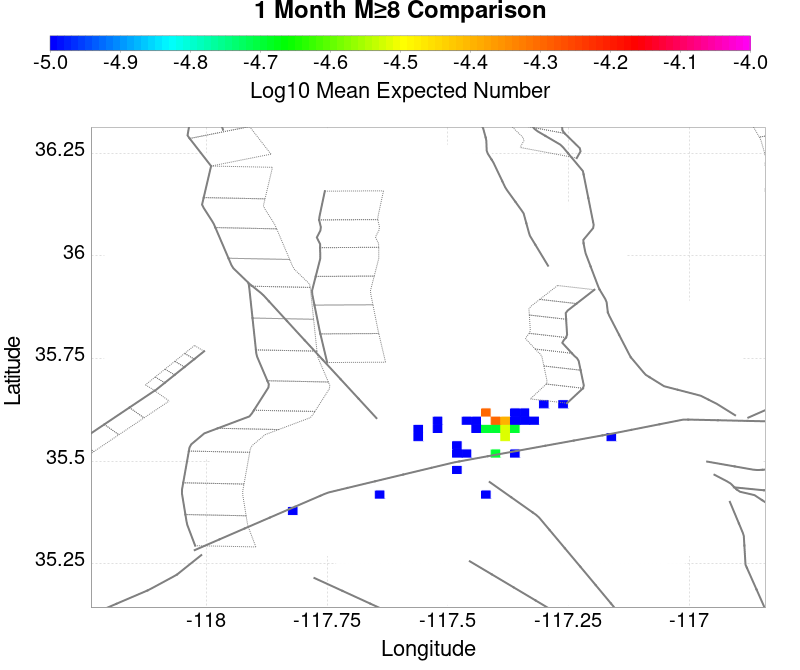 1 Month M≥8 Comparison
-5.0 -4.9 -4.8 -4.7 -4.6 -4.5 -4.4 -4.3 -4.2 -4.1 -4.0
Log10 Mean Expected Number
36.25
36
35.75
35.5
35.25
Latitude
-118 -117.75 -117.5 -117.25 -117
Longitude